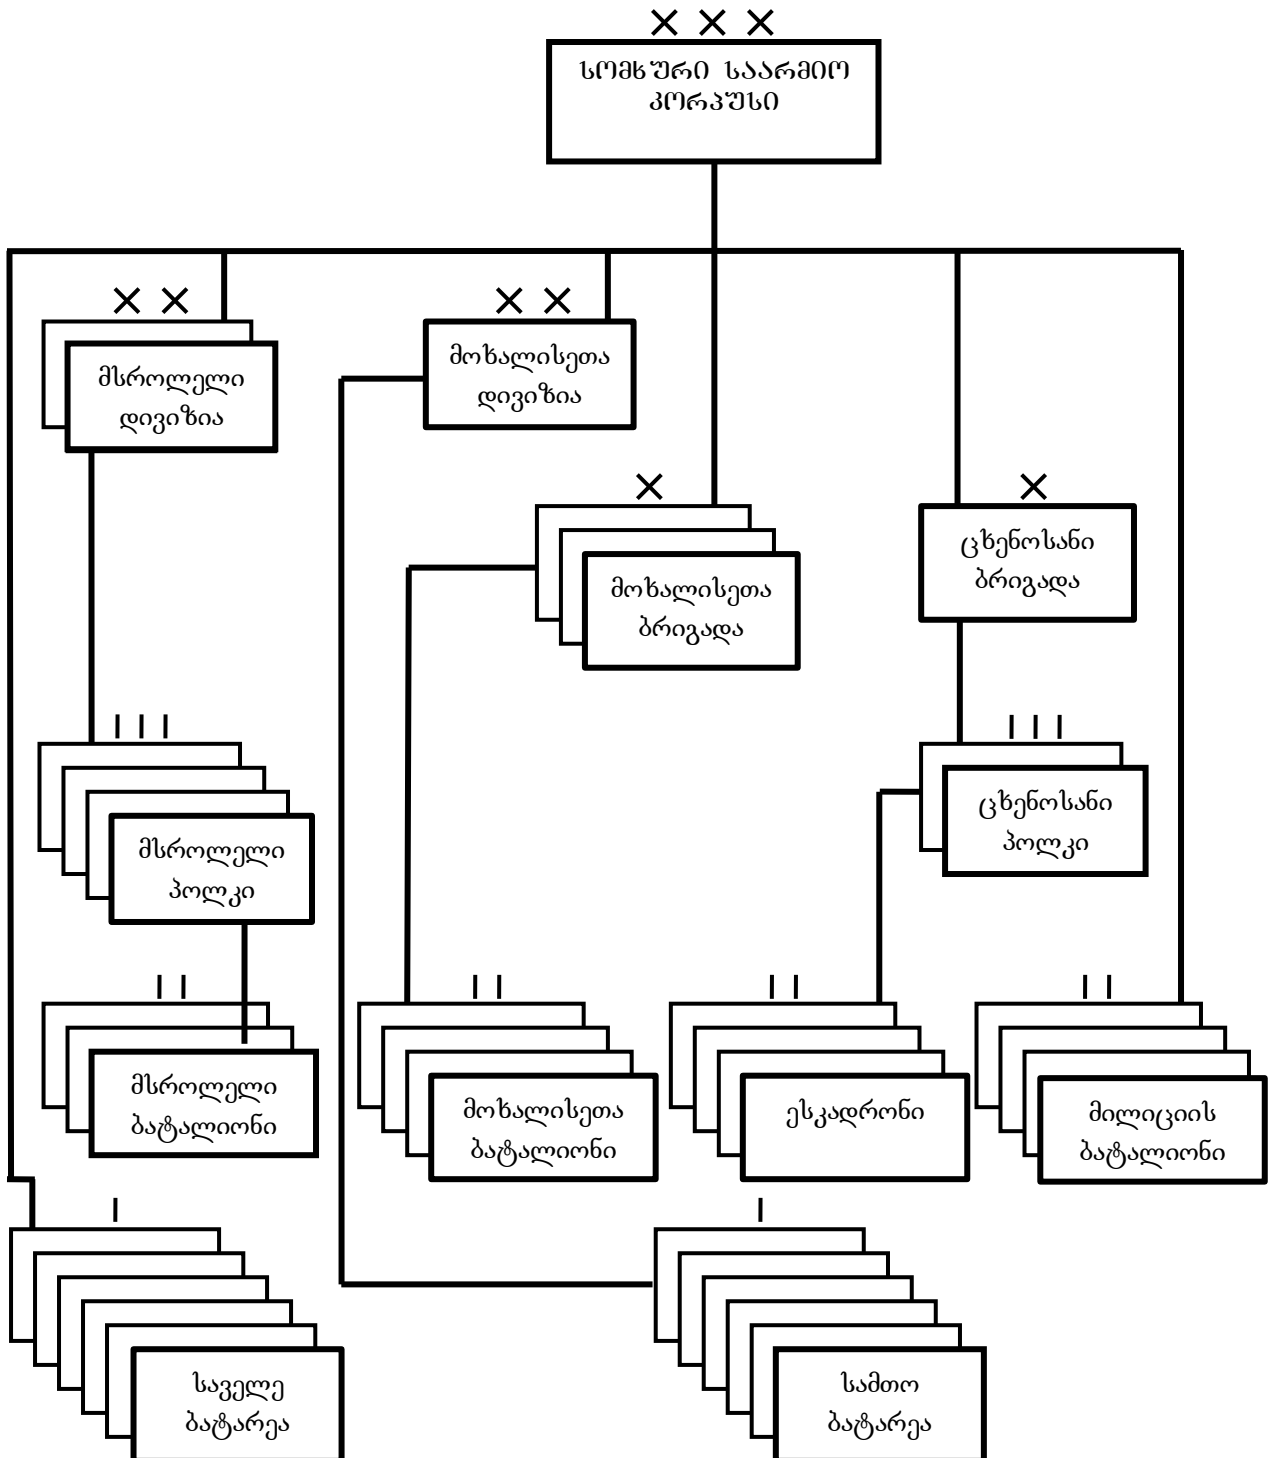 სომხური საარმიო
კორპუსი
მსროლელი
დივიზია
მოხალისეთა
დივიზია
მოხალისეთა
ბრიგადა
ცხენოსანი
ბრიგადა
მსროლელი
პოლკი
ცხენოსანი
პოლკი
მსროლელი
ბატალიონი
მოხალისეთა
ბატალიონი
ესკადრონი
მილიციის
ბატალიონი
საველე
ბატარეა
სამთო
ბატარეა